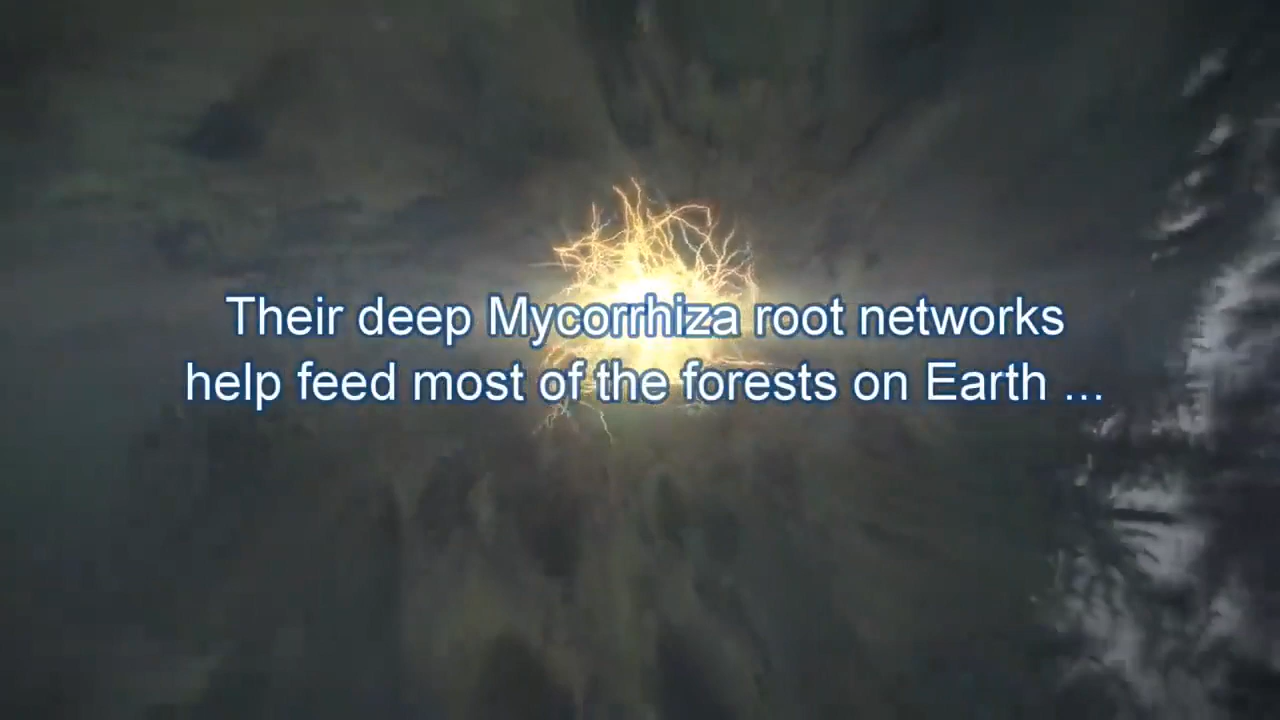 Their deep Mycorrhiza root networks
help feed most of the forests on Earth ...